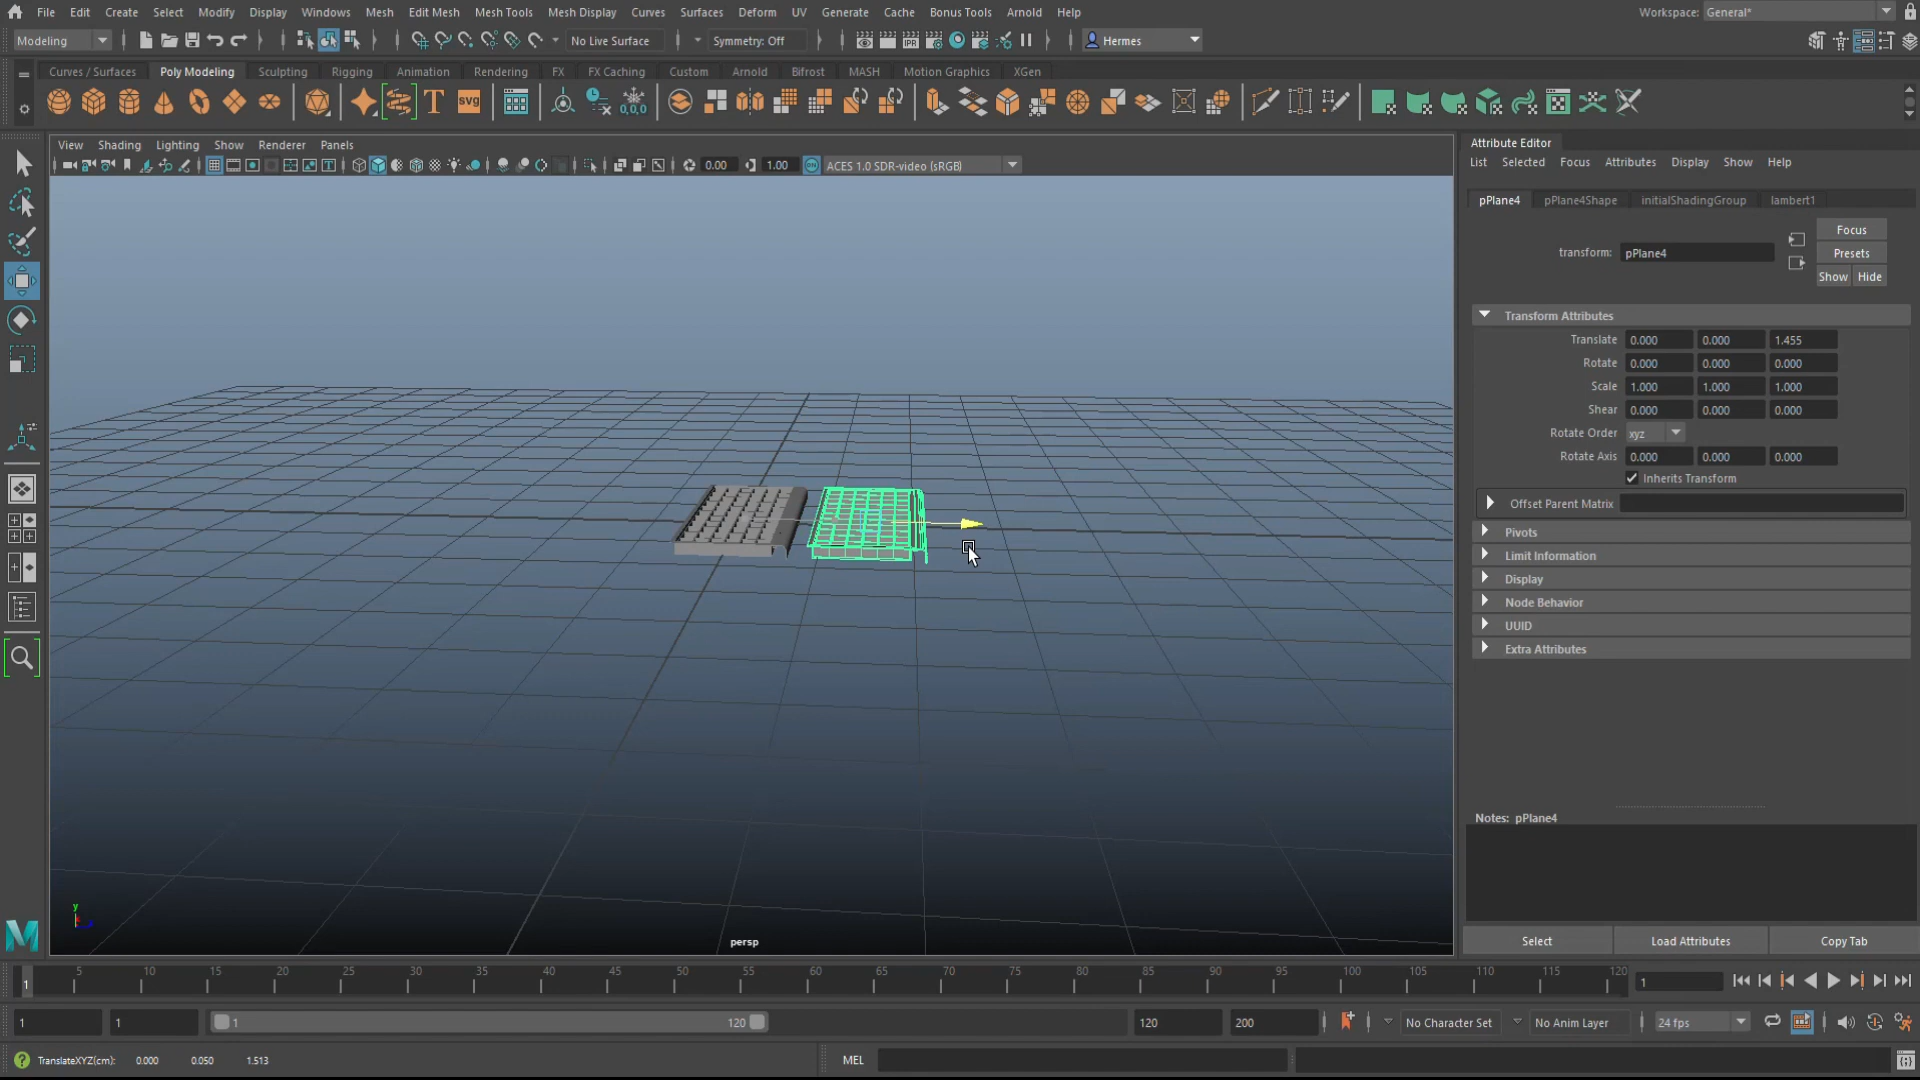 File Edit Create Select Modify Display Windows Mesh Edit Mesh Mesh Tools Mesh Display Curves Surfaces Deform UV Generate Cache Bonus Tools Arnold Help
Workspace: General*
Modeling
No Live Surface
Symmetry: Off
Hermes
Curves / Surfaces Poly Modeling Sculpting Rigging Animation Rendering FX FX Caching Custom Arnold Bifrost MASH Motion Graphics XGen
T SVG 0,0,0
View Shading Lighting Show Renderer Panels
0.00 1.00 ON ACES 1.0 SDR-video (sRGB)
y
persp
Attribute Editor
List Selected Focus Attributes Display Show Help
pPlane4 pPlane4Shape initialShadingGroup lambert1
Focus
transform: pPlane4
Presets
Show Hide
Transform Attributes
Translate 0.000 0.000 1.455
Rotate 0.000 0.000 0.000
Scale 1.000 1.000 1.000
Shear 0.000 0.000 0.000
Rotate Order xyz
Rotate Axis 0.000 0.000 0.000
Inherits Transform
Offset Parent Matrix
Pivots
Limit Information
Display
Node Behavior
UUID
Extra Attributes
Notes: pPlane4
Select Load Attributes Copy Tab
5 10 15 20 25 30 35 40 45 50 55 60 65 70 75 80 85 90 95 100 105 110 115 120
1
1
1 1 1 120 120 200 No Character Set No Anim Layer 24 fps
TranslateXYZ(cm): 0.000 0.050 1.513
MEL